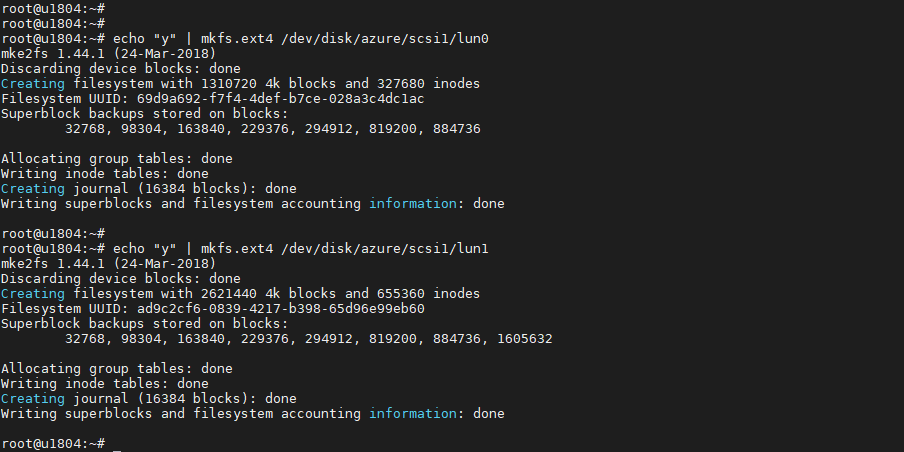 root@u1804:~#
root@u1804:~#
root@u1804:~# echo "y" | mkfs.ext4 /dev/disk/azure/scsi1/lun0
mke2fs 1.44.1 (24-Mar-2018)
Discarding device blocks: done
Creating filesystem with 1310720 4k blocks and 327680 inodes
Filesystem UUID: 69d9a692-f7f4-4def-b7ce-028a3c4dc1ac
Superblock backups stored on blocks:
        32768, 98304, 163840, 229376, 294912, 819200, 884736

Allocating group tables: done
Writing inode tables: done
Creating journal (16384 blocks): done
Writing superblocks and filesystem accounting information: done

root@u1804:~#
root@u1804:~# echo "y" | mkfs.ext4 /dev/disk/azure/scsi1/lun1
mke2fs 1.44.1 (24-Mar-2018)
Discarding device blocks: done
Creating filesystem with 2621440 4k blocks and 655360 inodes
Filesystem UUID: ad9c2cf6-0839-4217-b398-65d96e99eb60
Superblock backups stored on blocks:
        32768, 98304, 163840, 229376, 294912, 819200, 884736, 1605632

Allocating group tables: done
Writing inode tables: done
Creating journal (16384 blocks): done
Writing superblocks and filesystem accounting information: done

root@u1804:~#